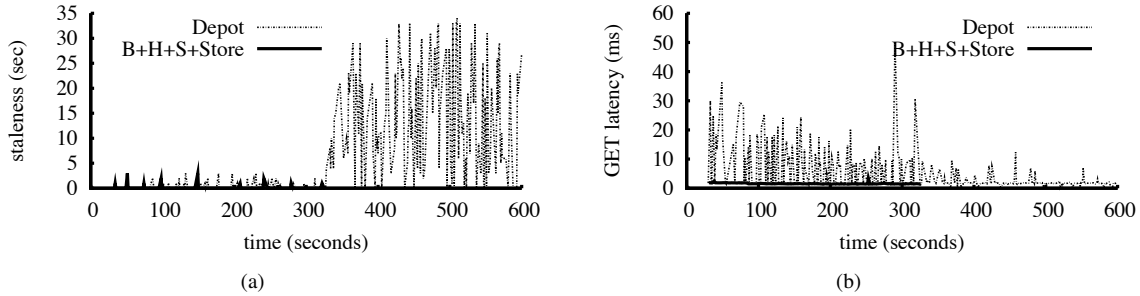 35
30
25
20
15
10
5
0
staleness (sec)
Depot
B+H+S+Store
0 100 200 300 400 500 600
time (seconds)
(a)
60
50
40
30
20
10
0
GET latency (ms)
Depot
B+H+S+Store
0 100 200 300 400 500 600
time (seconds)
(b)